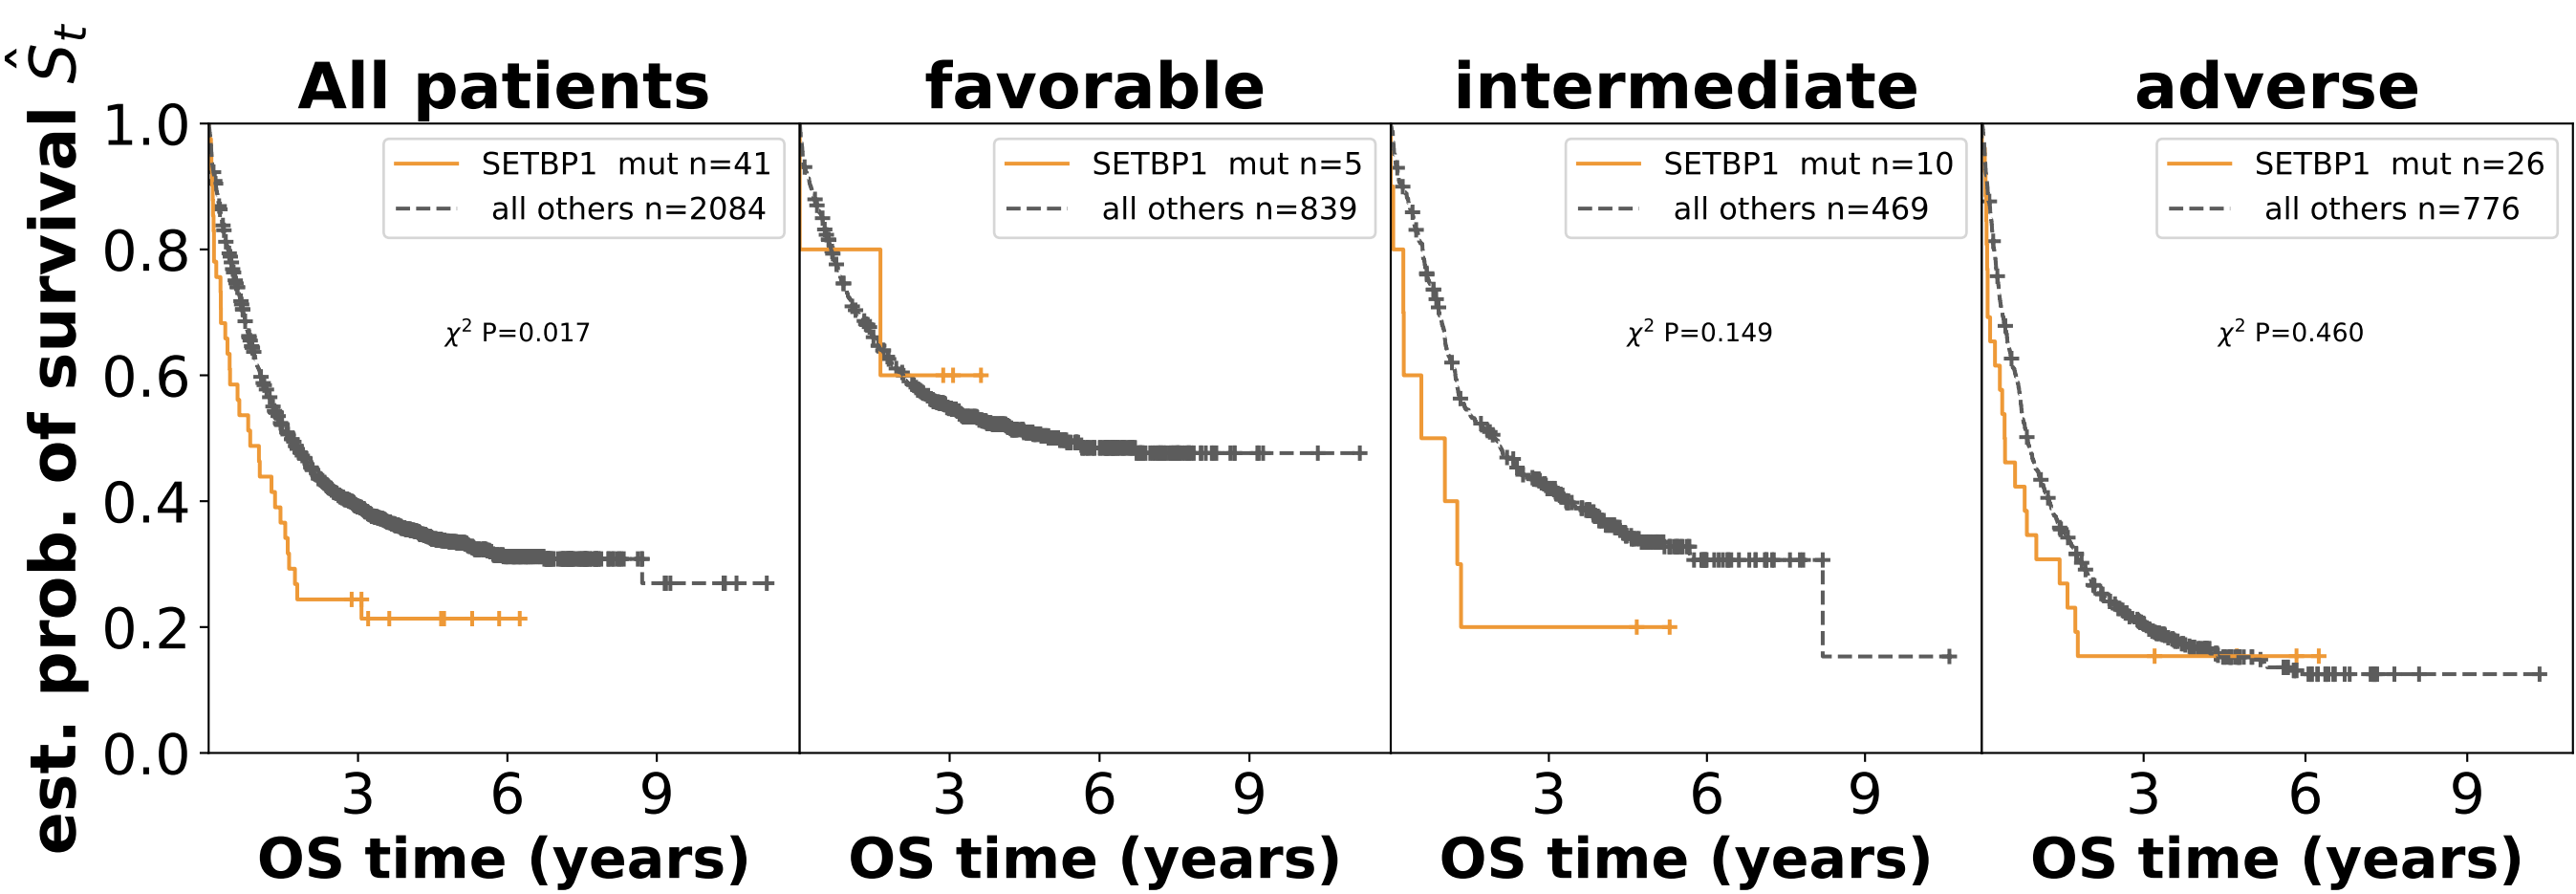 est. prob. of survival Ŝt
All patients
favorable
intermediate
adverse
1.0
0.8
0.6
0.4
0.2
0.0
SETBP1 mut n=41
all others n=2084
χ² P=0.017
3 6 9
OS time (years)
SETBP1 mut n=5
all others n=839
3 6 9
OS time (years)
SETBP1 mut n=10
all others n=469
χ² P=0.149
3 6 9
OS time (years)
SETBP1 mut n=26
all others n=776
χ² P=0.460
3 6 9
OS time (years)